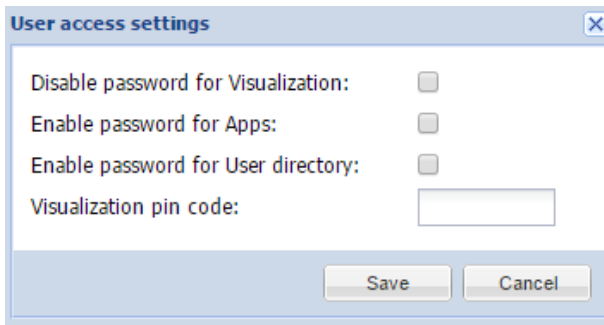 User access settings
Disable password for Visualization:
Enable password for Apps:
Enable password for User directory:
Visualization pin code:
Save Cancel